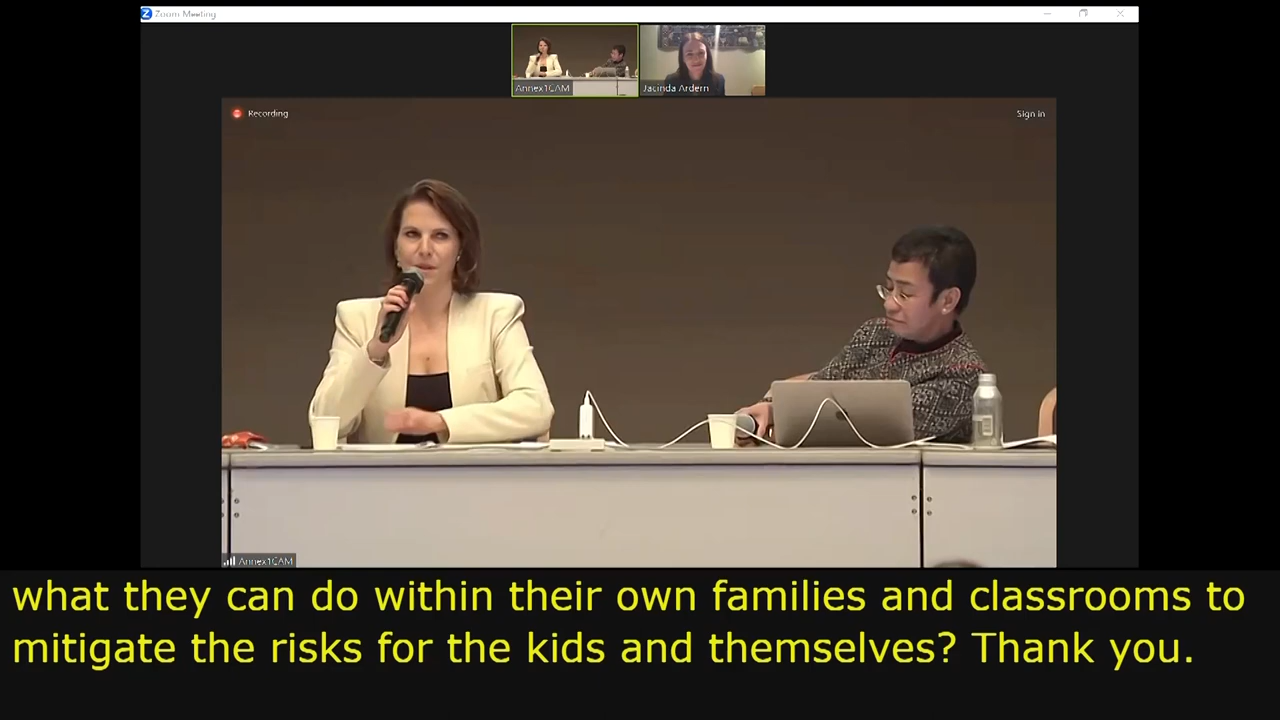 Zoom Meeting
Annex1CAM
Jacinda Ardern
Recording
Sign in
Annex1CAM
what they can do within their own families and classrooms to
mitigate the risks for the kids and themselves? Thank you.